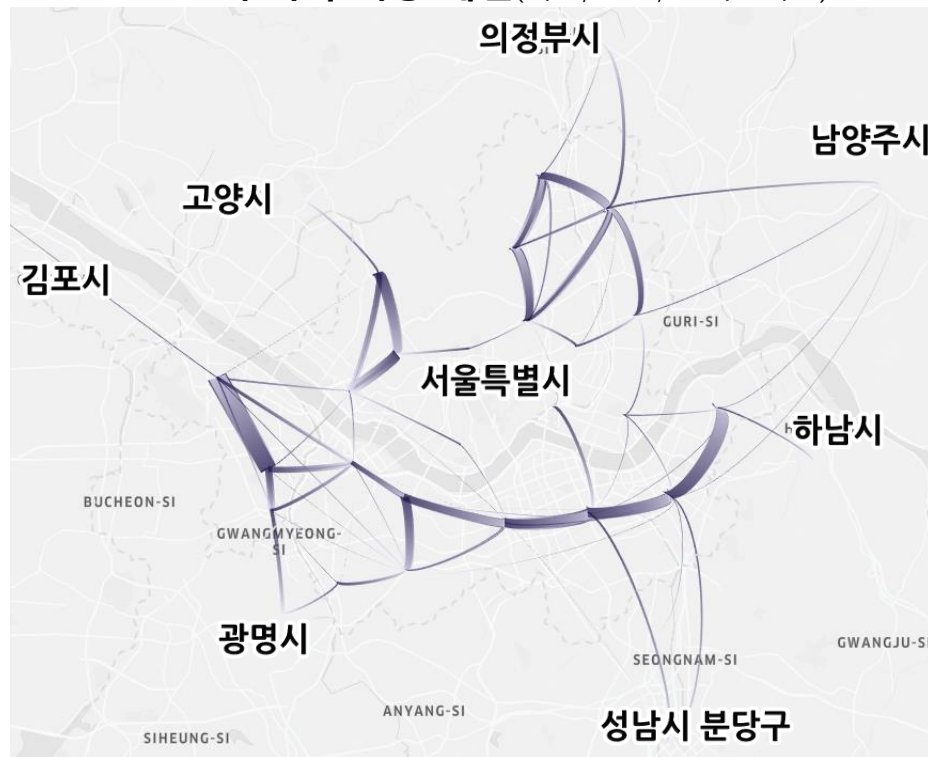 의정부시
남양주시
고양시
김포시
GURI-SI
서울특별시
하남시
BUCHEON-SI
GWANGMYEONG-
SI
광명시
GWANGJU-SI
SEONGNAM-SI
ANYANG-SI
성남시 분당구
SIHEUNG-SI